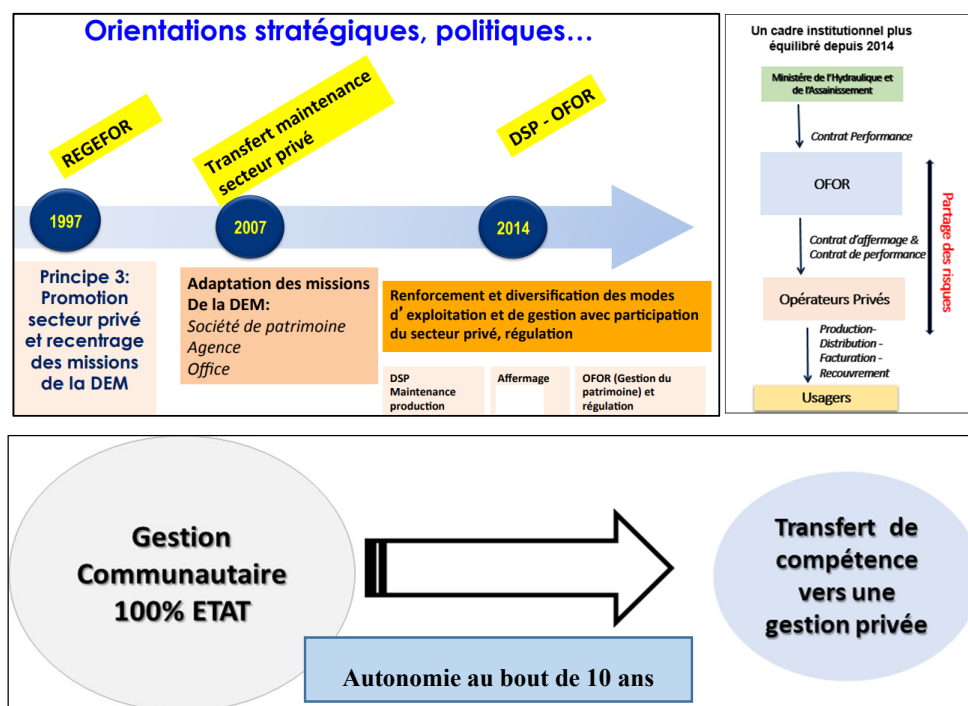 Orientations stratégiques, politiques…
REGEFOR
Transfert maintenance
secteur privé
DSP - OFOR
1997
2007
2014
Principe 3:
Promotion
secteur privé
et recentrage
des missions
de la DEM
Adaptation des missions
De la DEM:
Société de patrimoine
Agence
Office
Renforcement et diversification des modes
d’exploitation et de gestion avec participation
du secteur privé, régulation
DSP
Maintenance
production
Affermage
OFOR (Gestion du
patrimoine) et
régulation
Un cadre institutionnel plus
équilibré depuis 2014
Ministére de l'Hydraulique et
de l'Assainissement
Contrat Performance
OFOR
Contrat d'affermage &
Contrat de performance
Partage des risques
Opérateurs Privés
Production-
Distribution -
Facturation -
Recouvrement
Usagers
Gestion
Communautaire
100% ETAT
Autonomie au bout de 10 ans
Transfert de
compétence
vers une
gestion privée